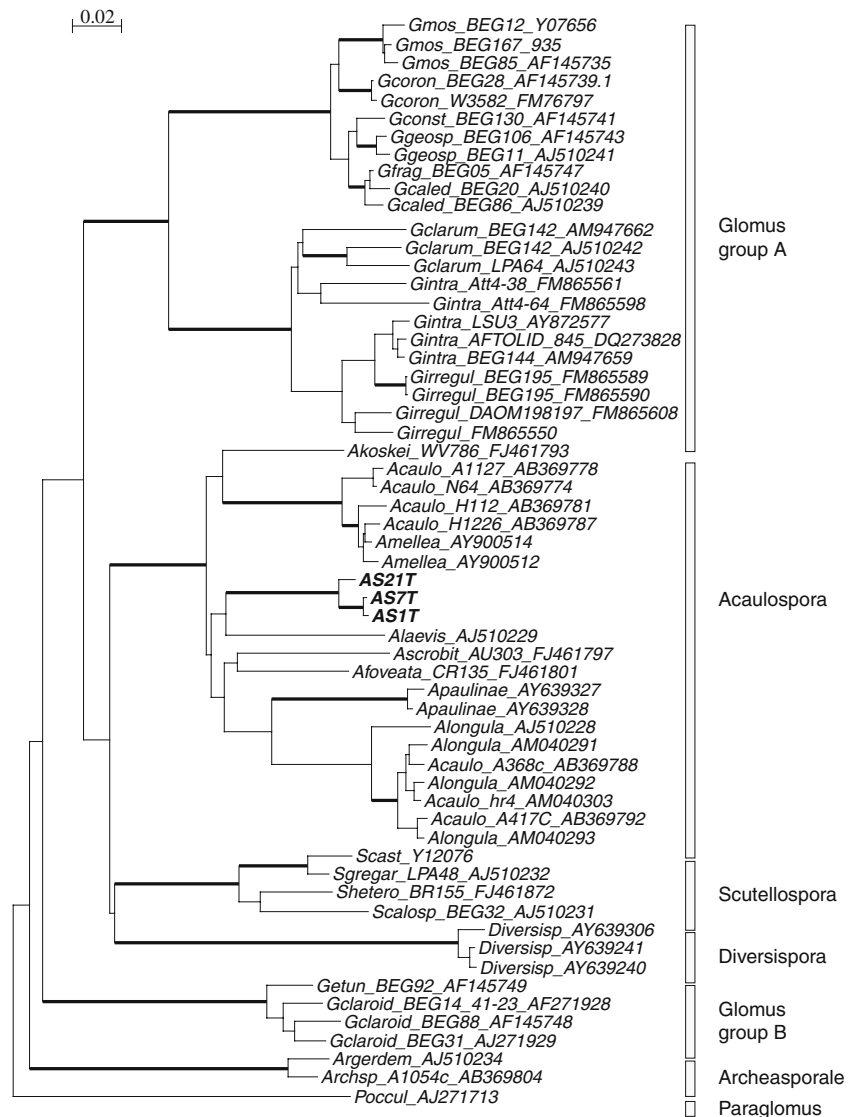 0.02
Gmos_BEG12_Y07656
Gmos_BEG167_935
Gmos_BEG85_AF145735
Gcoron_BEG28_AF145739.1
Gcoron_W3582_FM76797
Gconst_BEG130_AF145741
Ggeosp_BEG106_AF145743
Ggeosp_BEG11_AJ510241
Gfrag_BEG05_AF145747
Gcaled_BEG20_AJ510240
Gcaled_BEG86_AJ510239
Gclarum_BEG142_AM947662
Gclarum_BEG142_AJ510242
Gclarum_LPA64_AJ510243
Gintra_Att4-38_FM865561
Gintra_Att4-64_FM865598
Gintra_LSU3_AY872577
Gintra_AFTOLID_845_DQ273828
Gintra_BEG144_AM947659
Girregul_BEG195_FM865589
Girregul_BEG195_FM865590
Girregul_DAOM198197_FM865608
Girregul_FM865550
Glomus
group A
Akoskei_WV786_FJ461793
Acaulo_A1127_AB369778
Acaulo_N64_AB369774
Acaulo_H112_AB369781
Acaulo_H1226_AB369787
Amellea_AY900514
Amellea_AY900512
AS21T
AS7T
AS1T
Alaevis_AJ510229
Ascrobit_AU303_FJ461797
Afoveata_CR135_FJ461801
Apaulinae_AY639327
Apaulinae_AY639328
Alongula_AJ510228
Alongula_AM040291
Acaulo_A368c_AB369788
Alongula_AM040292
Acaulo_hr4_AM040303
Acaulo_A417C_AB369792
Alongula_AM040293
Acaulospora
Scast_Y12076
Sgregar_LPA48_AJ510232
Shetero_BR155_FJ461872
Scalosp_BEG32_AJ510231
Scutellospora
Diversisp_AY639306
Diversisp_AY639241
Diversisp_AY639240
Diversispora
Getun_BEG92_AF145749
Gclaroid_BEG14_41-23_AF271928
Gclaroid_BEG88_AF145748
Gclaroid_BEG31_AJ271929
Glomus
group B
Argerdem_AJ510234
Archsp_A1054c_AB369804
Archeasporale
Poccul_AJ271713
Paraglomus